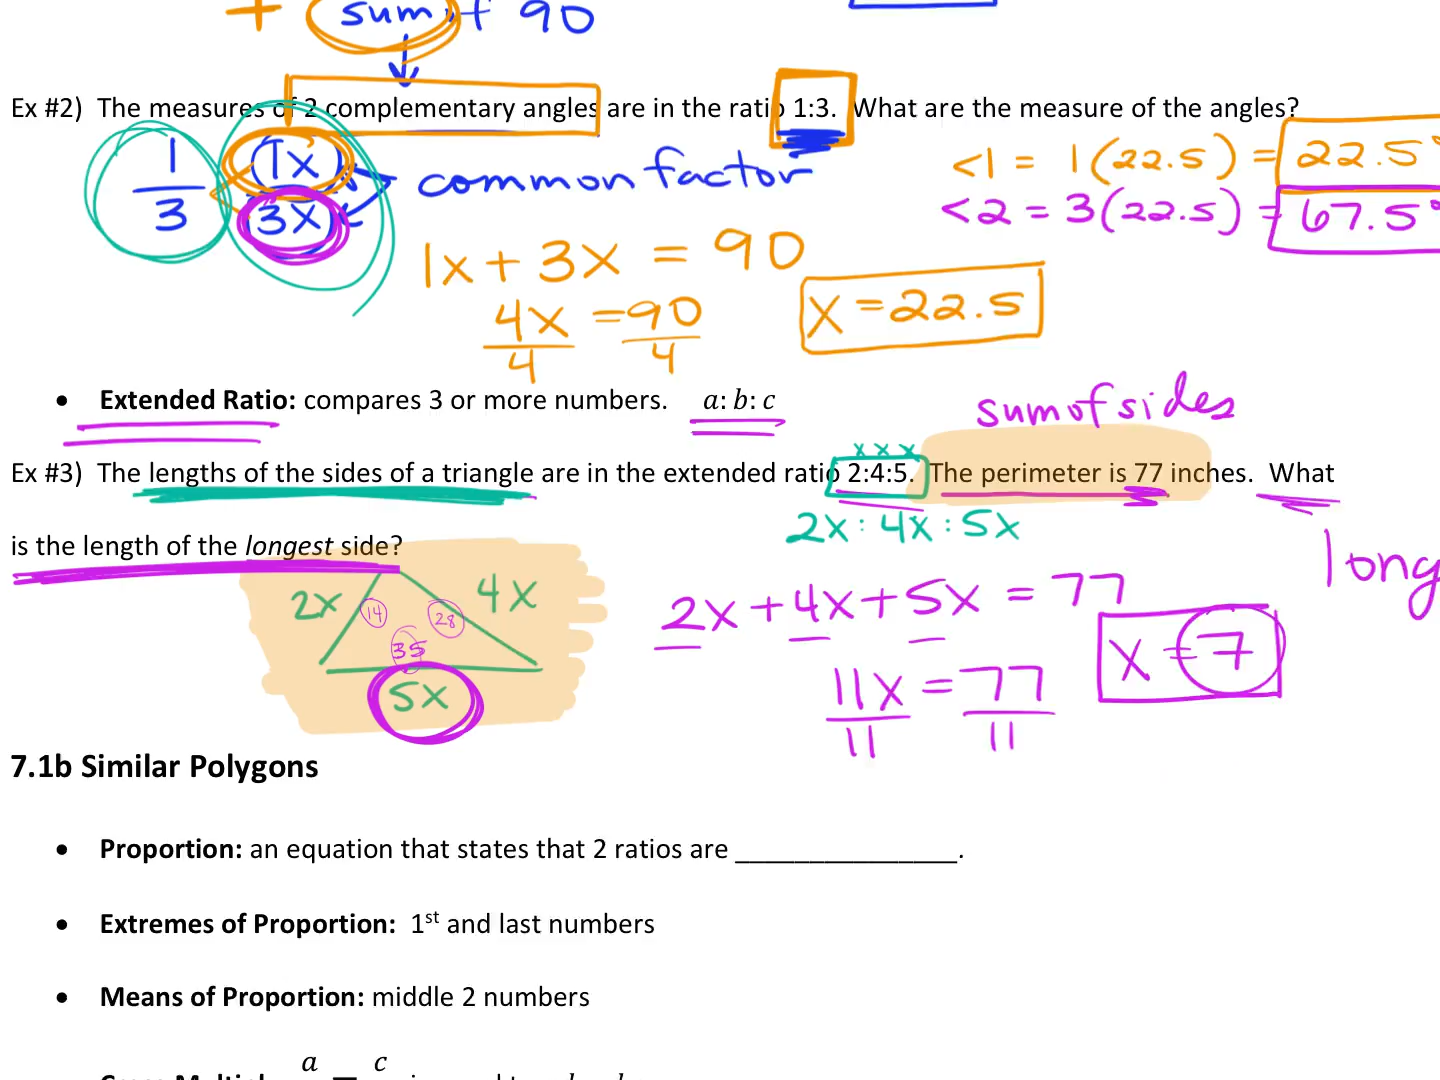 + sum of 90
Ex #2) The measures of 2 complementary angles are in the ratio 1:3. What are the measure of the angles?
1/3 1x/3x common factor
<1 = 1(22.5) = 22.5°
<2 = 3(22.5) = 67.5°
1x + 3x = 90
4x/4 = 90/4
x = 22.5
• Extended Ratio: compares 3 or more numbers. a: b: c
sum of sides
x x x
Ex #3) The lengths of the sides of a triangle are in the extended ratio 2:4:5. The perimeter is 77 inches. What
2x : 4x : 5x
is the length of the longest side?
long
2x 14 28 4x
35
5x
2x + 4x + 5x = 77
11x/11 = 77/11
x = 7
7.1b Similar Polygons
• Proportion: an equation that states that 2 ratios are _______________.
• Extremes of Proportion: 1st and last numbers
• Means of Proportion: middle 2 numbers
a = c